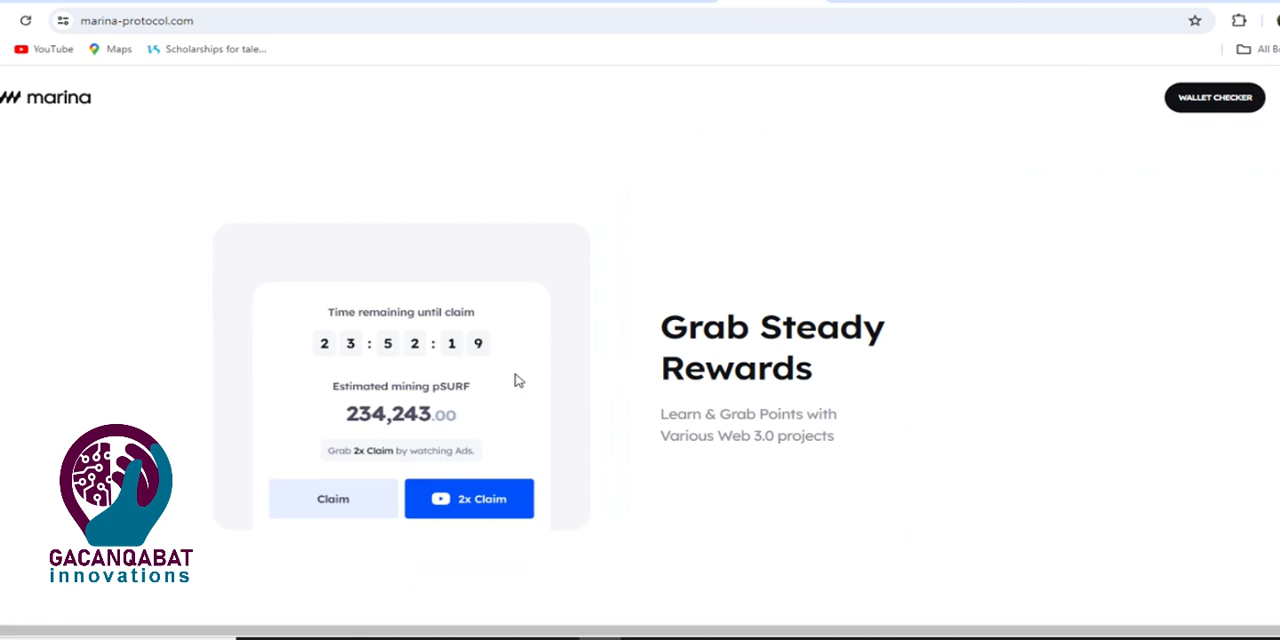 marina-protocol.com
YouTube
Maps
Scholarships for tale...
marina
WALLET CHECKER
Time remaining until claim
2 3 : 5 2 : 1 9
Estimated mining pSURF
234,243.00
Grab 2x Claim by watching Ads.
Claim
2x Claim
Grab Steady
Rewards
Learn & Grab Points with
Various Web 3.0 projects
GACANQABAT
innovations